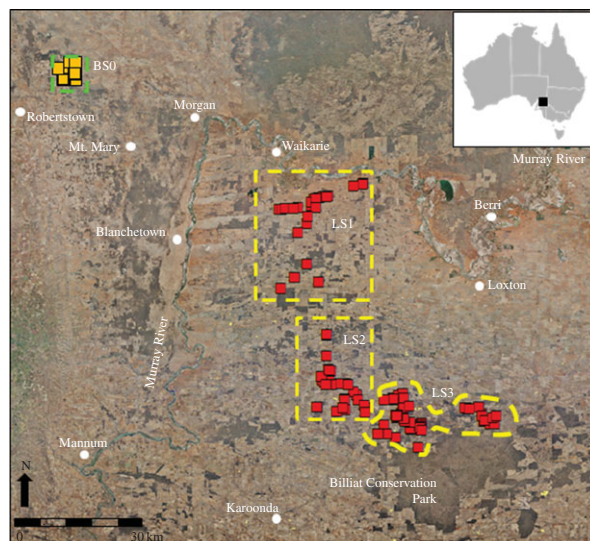 BS0
Robertstown
Morgan
Mt. Mary
Waikarie
Murray River
Blanchetown
LS1
Berri
Loxton
Murray River
LS2
LS3
Mannum
N
Billiat Conservation
Park
Karoonda
0
30 km